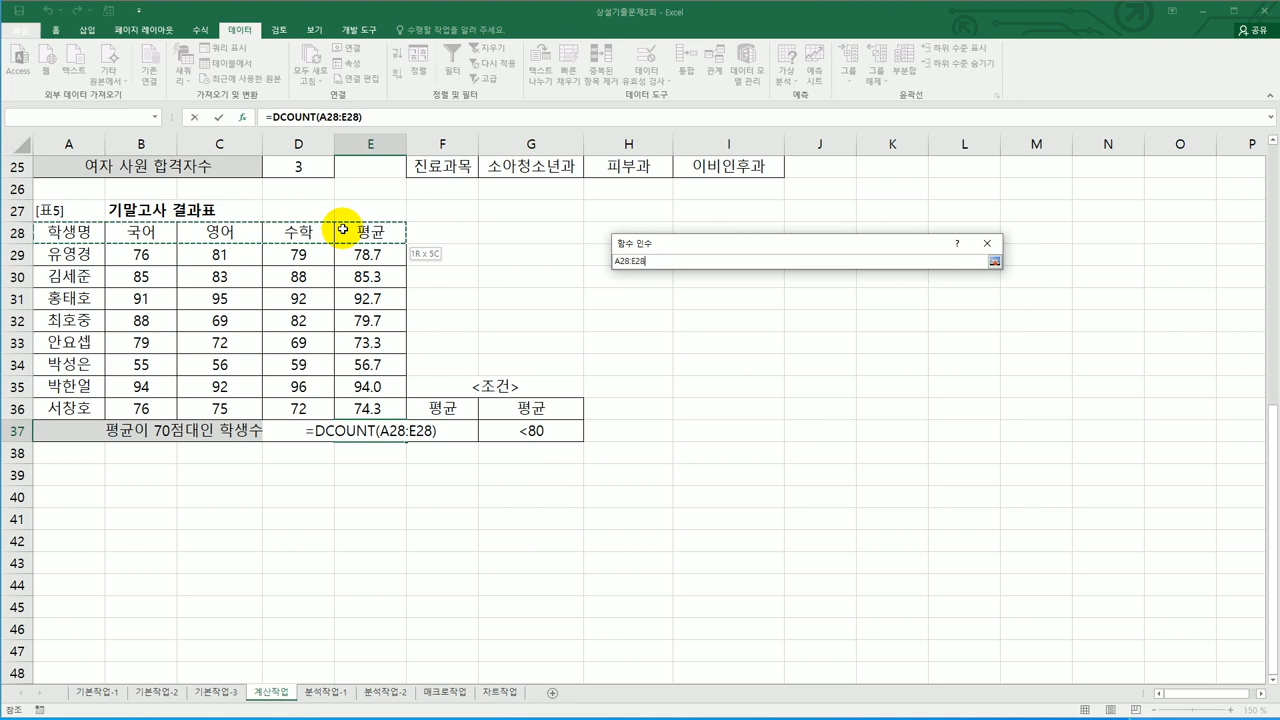 상설기출문제2회 - Excel
파일 홈 삽입 페이지 레이아웃 수식 데이터 검토 보기 개발 도구 수행할 작업을 알려 주세요. 공유
Access 웹 텍스트 기타 원본에서 기존 연결 새 쿼리 쿼리 표시 테이블에서 최근에 사용한 원본 모두 새로 고침 연결 속성 연결 편집 정렬 필터 지우기 다시 적용 고급 텍스트 나누기 빠른 채우기 중복된 항목 제거 데이터 유효성 검사 통합 관계 데이터 모델 관리 가상 분석 예측 시트 그룹 그룹 해제 부분합 하위 수준 표시 하위 수준 숨기기
외부 데이터 가져오기 가져오기 및 변환 연결 정렬 및 필터 데이터 도구 예측 윤곽선
=DCOUNT(A28:E28)
A B C D E F G H I J K L M N O P
25 여자 사원 합격자수 3 진료과목 소아청소년과 피부과 이비인후과
26
27 [표5] 기말고사 결과표
28 학생명 국어 영어 수학 평균
29 유영경 76 81 79 78.7 1R x 5C
30 김세준 85 83 88 85.3
31 홍태호 91 95 92 92.7
32 최호중 88 69 82 79.7
33 안요셉 79 72 69 73.3
34 박성은 55 56 59 56.7
35 박한얼 94 92 96 94.0 <조건>
36 서창호 76 75 72 74.3 평균 평균
37 평균이 70점대인 학생수 =DCOUNT(A28:E28) <80
38
39
40
41
42
43
44
45
46
47
48
함수 인수 ?
A28:E28
기본작업-1 기본작업-2 기본작업-3 계산작업 분석작업-1 분석작업-2 매크로작업 차트작업
참조 150 %